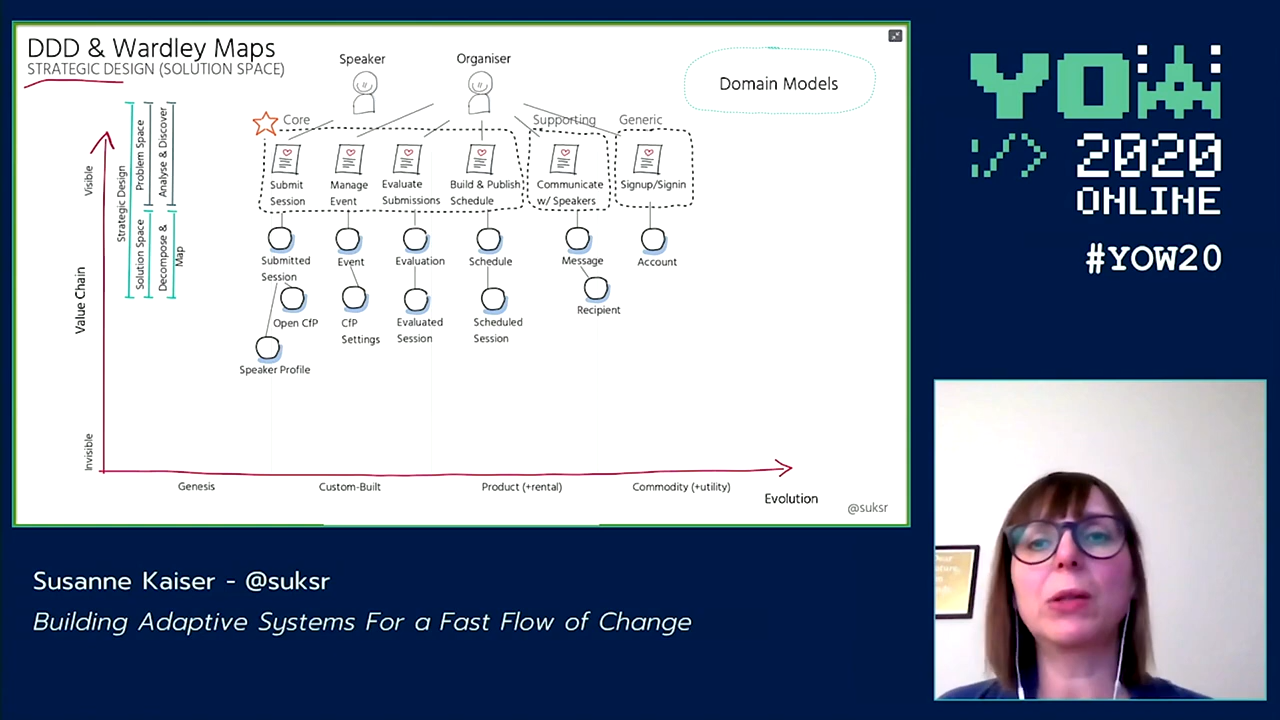 DDD & Wardley Maps
STRATEGIC DESIGN (SOLUTION SPACE)
Speaker
Organiser
Domain Models
Core
Supporting
Generic
Submit
Session
Manage
Event
Evaluate
Submissions
Build & Publish
Schedule
Communicate
w/ Speakers
Signup/Signin
Submitted
Session
Event
Evaluation
Schedule
Message
Account
Open CfP
CfP
Settings
Evaluated
Session
Scheduled
Session
Recipient
Speaker Profile
Strategic Design
Problem Space
Analyse & Discover
Solution Space
Decompose &
Map
Visible
Value Chain
Invisible
Genesis
Custom-Built
Product (+rental)
Commodity (+utility)
Evolution
@suksr
YOW
</> 2020
ONLINE
#YOW20
Susanne Kaiser - @suksr
Building Adaptive Systems For a Fast Flow of Change